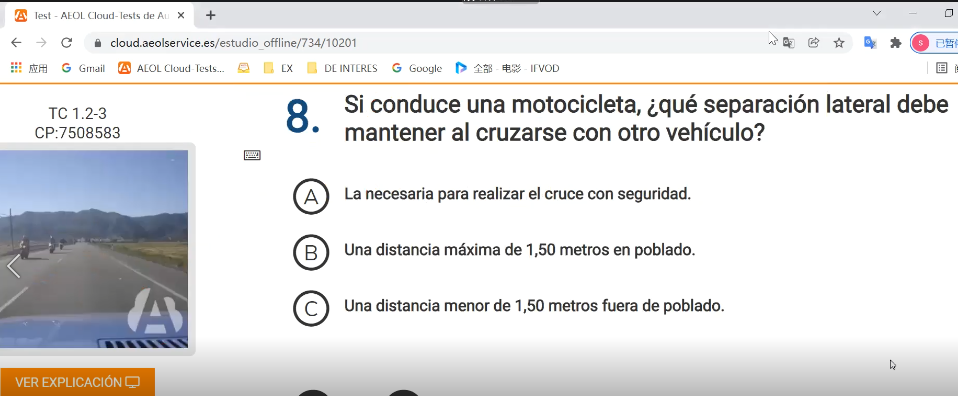 Test - AEOL Cloud-Tests de Au
cloud.aeolservice.es/estudio_offline/734/10201
S
应用
Gmail
AEOL Cloud-Tests...
EX
DE INTERES
Google
全部 - 电影 - IFVOD
TC 1.2-3
CP:7508583
8. Si conduce una motocicleta, ¿qué separación lateral debe
mantener al cruzarse con otro vehículo?
A La necesaria para realizar el cruce con seguridad.
B Una distancia máxima de 1,50 metros en poblado.
C Una distancia menor de 1,50 metros fuera de poblado.
VER EXPLICACIÓN